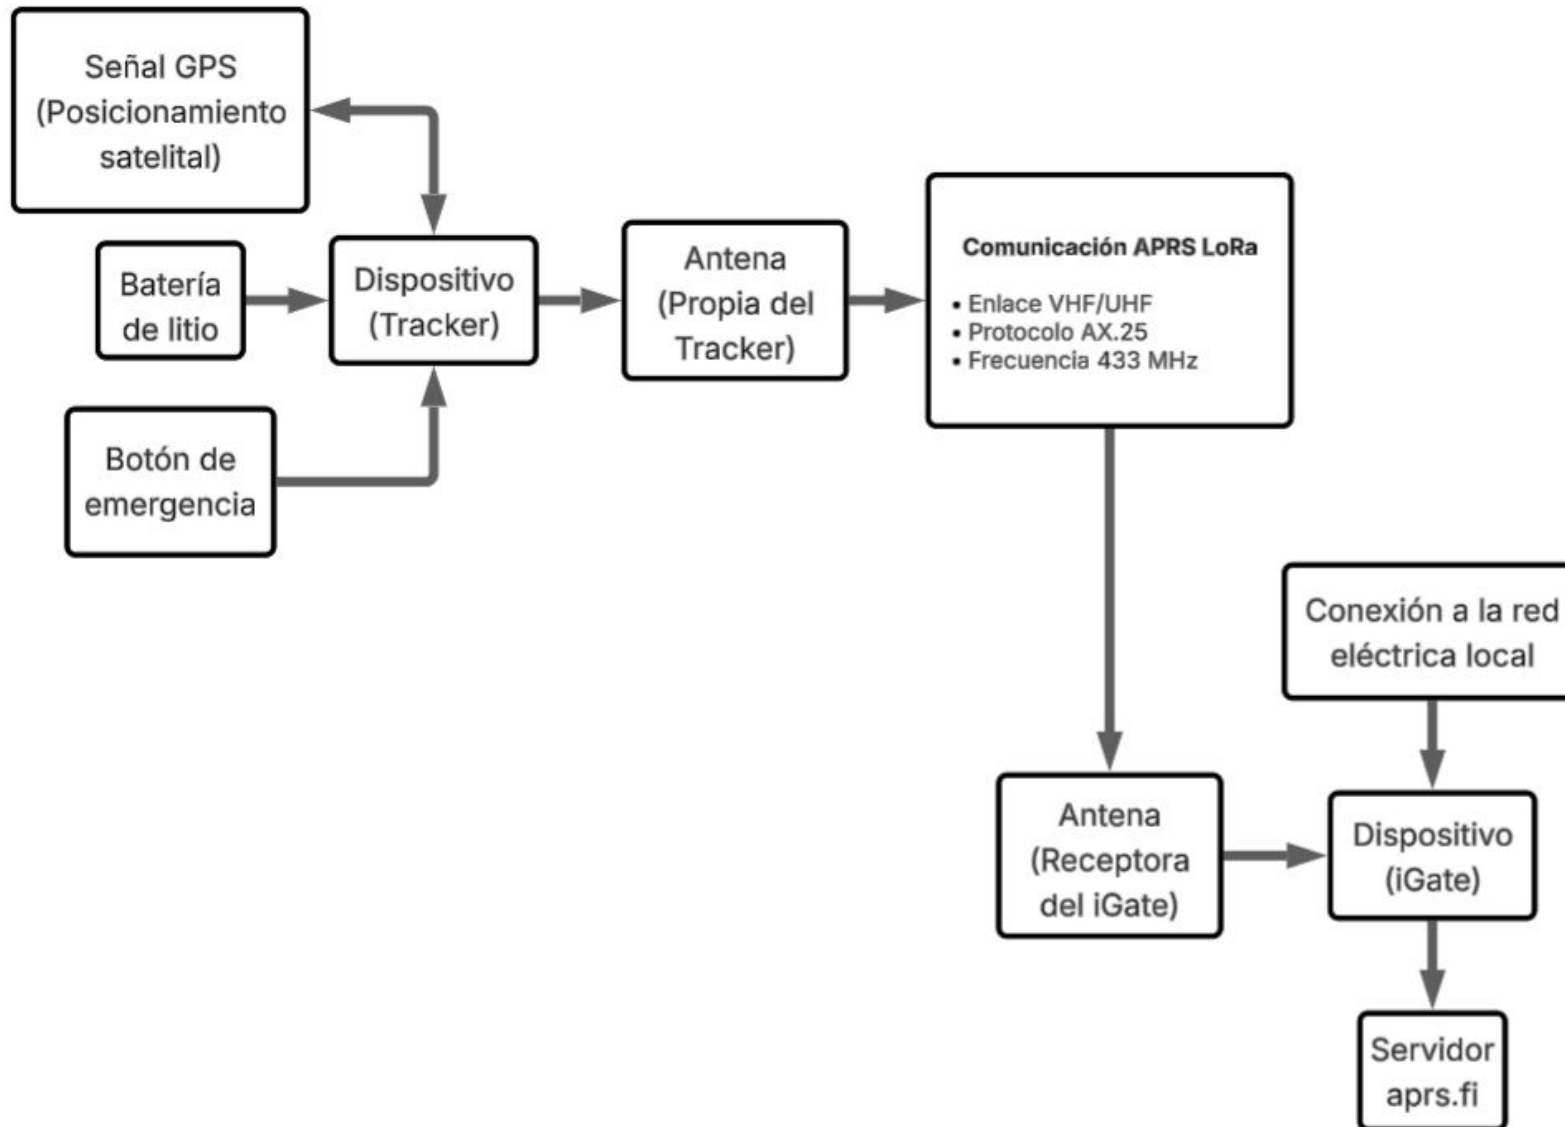 Señal GPS
(Posicionamiento
satelital)
Batería
de litio
Dispositivo
(Tracker)
Antena
(Propia del
Tracker)
Comunicación APRS LoRa
▪ Enlace VHF/UHF
▪ Protocolo AX.25
▪ Frecuencia 433 MHz
Botón de
emergencia
Conexión a la red
eléctrica local
Antena
(Receptora
del iGate)
Dispositivo
(iGate)
Servidor
aprs.fi